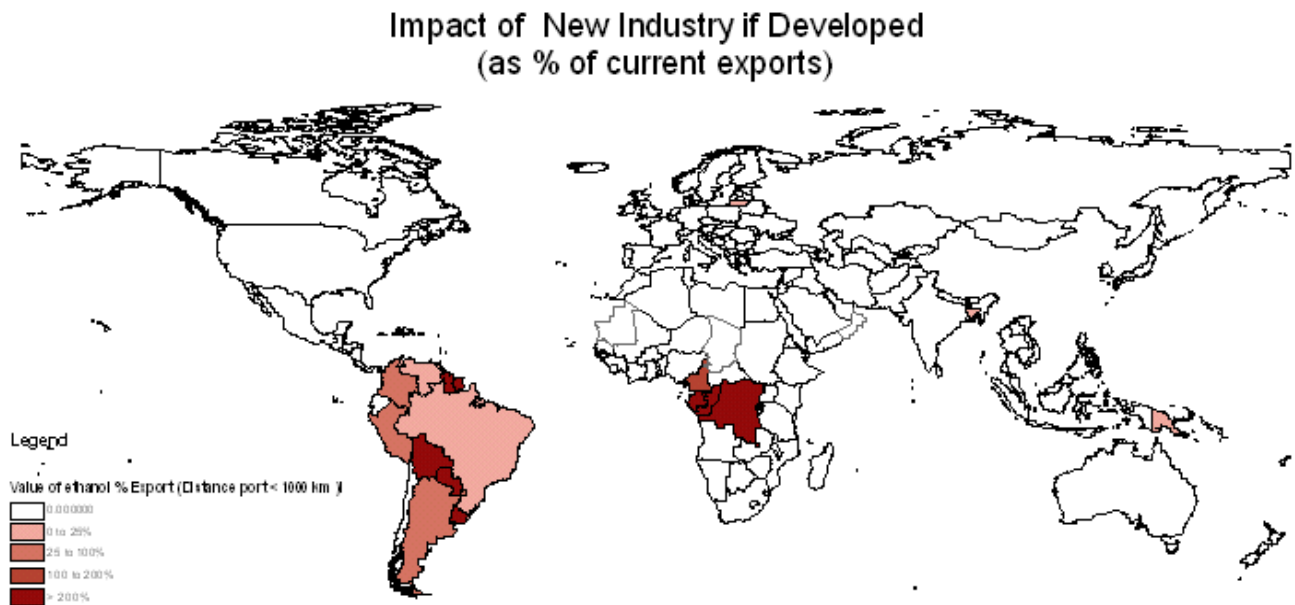 Impact of New Industry if Developed
(as % of current exports)
Legend
Value of ethanol % Export (Distance port < 1000 km )
0.000000
0 to 25%
25 to 100%
100 to 200%
> 200%